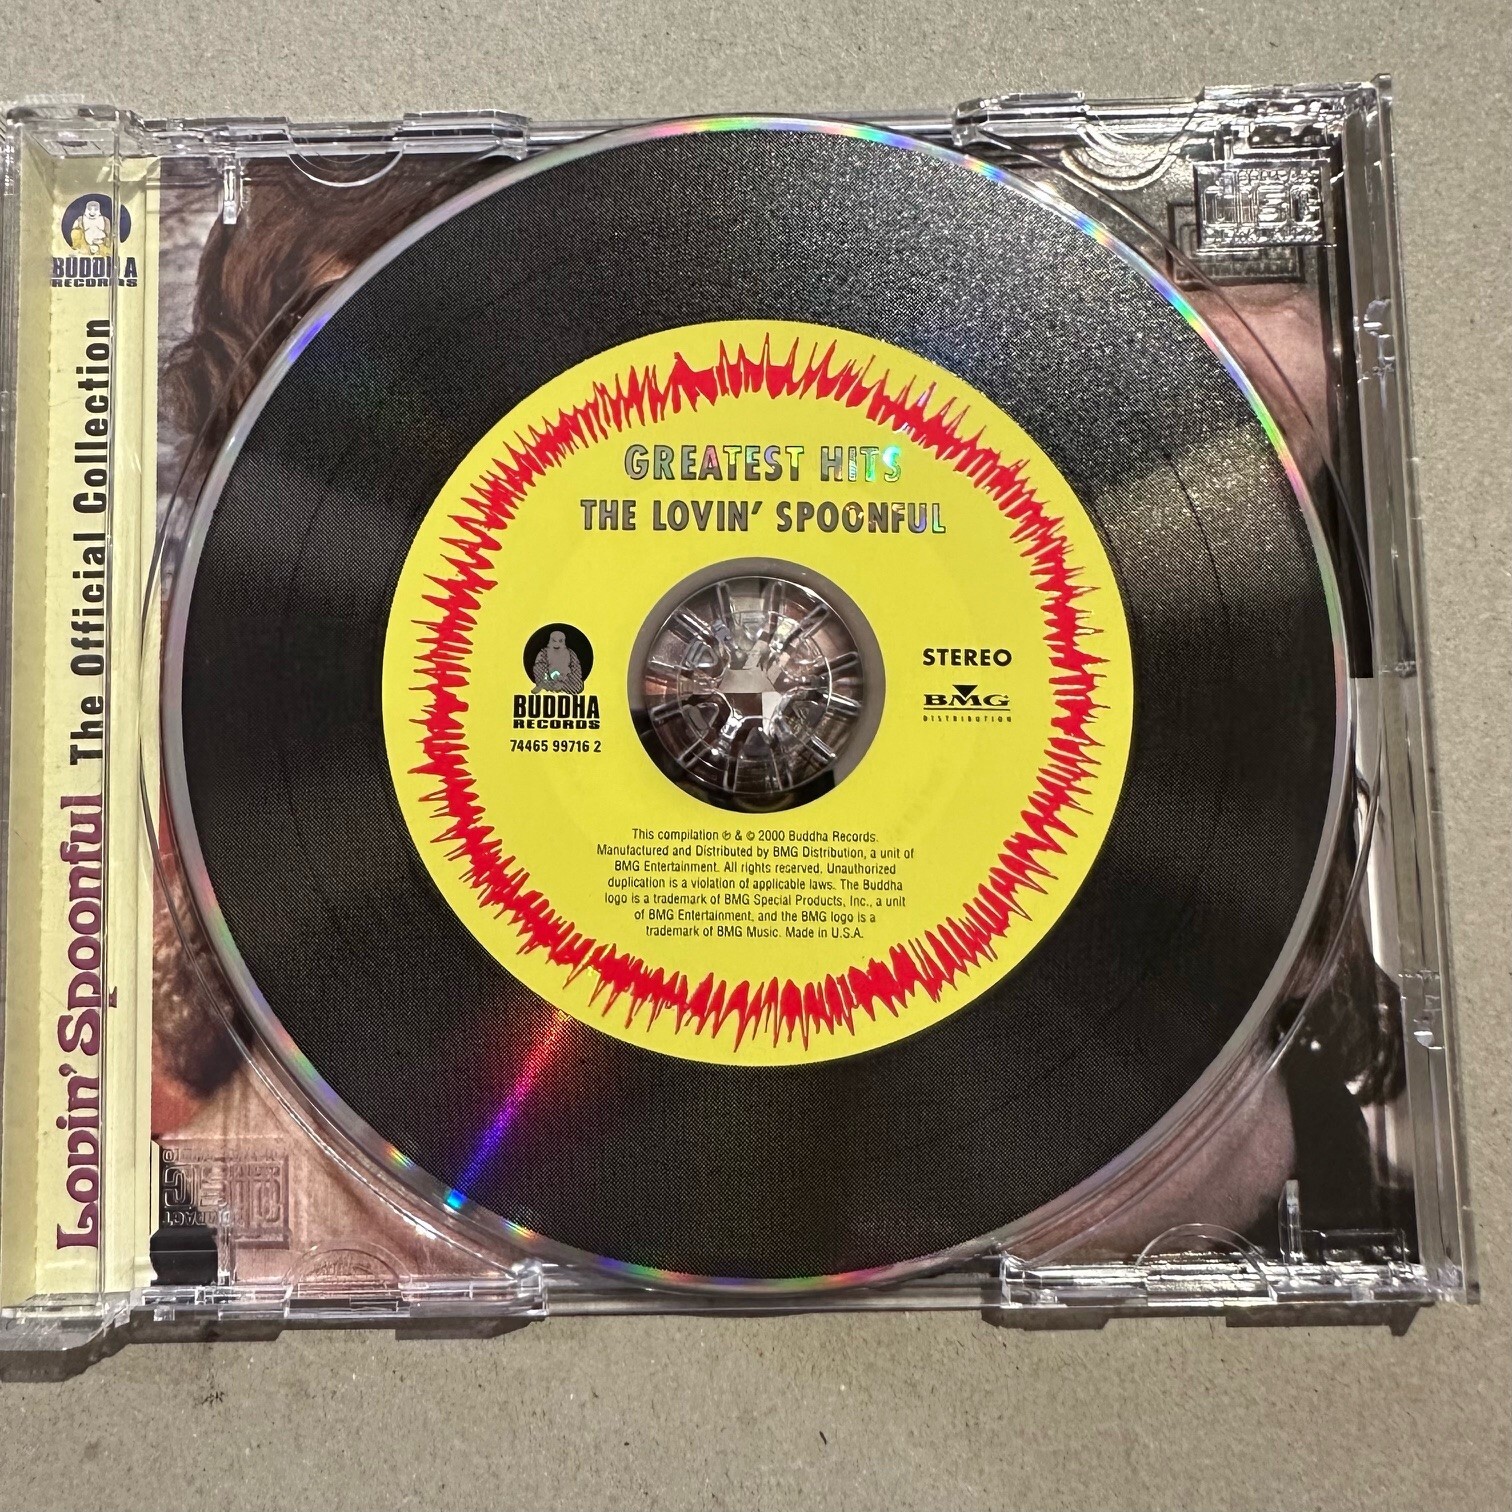 BUDDHA
RECORDS
Lovin' Spoonful The Official Collection
GREATEST HITS
THE LOVIN' SPOONFUL
BUDDHA
RECORDS
74465 99716 2
STEREO
BMG
DISTRIBUTION
This compilation ℗ & © 2000 Buddha Records.
Manufactured and Distributed by BMG Distribution, a unit of
BMG Entertainment. All rights reserved. Unauthorized
duplication is a violation of applicable laws. The Buddha
logo is a trademark of BMG Special Products, Inc., a unit
of BMG Entertainment, and the BMG logo is a
trademark of BMG Music. Made in U.S.A.